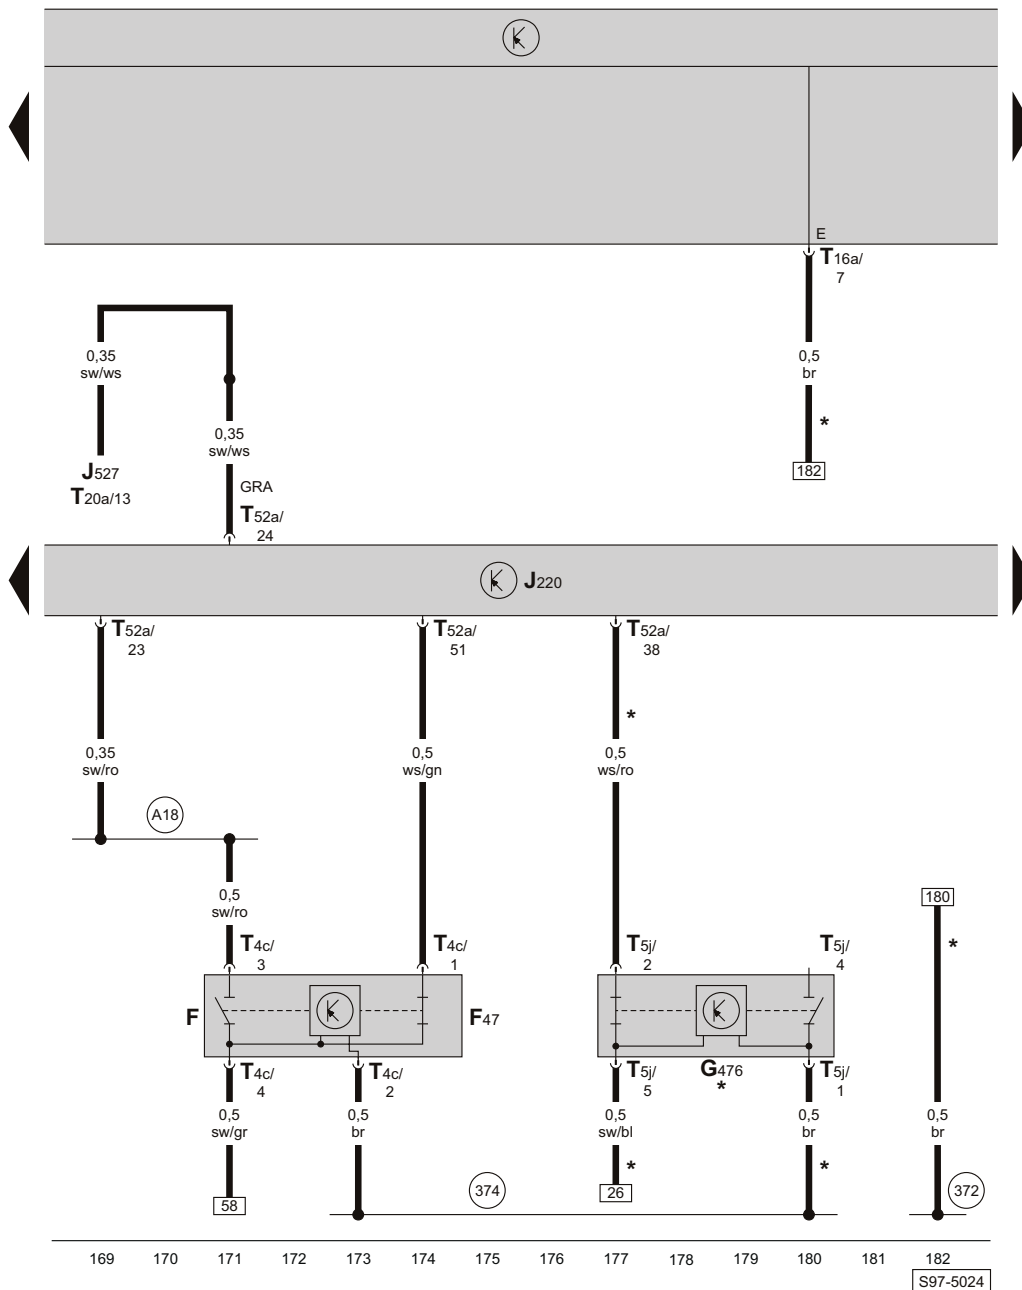 E
T16a/
7
0,35
sw/ws
0,5
br
*
0,35
sw/ws
J527
T20a/13
182
GRA
T52a/
24
J220
T52a/
23
T52a/
51
T52a/
38
*
0,35
sw/ro
0,5
ws/gn
0,5
ws/ro
A18
0,5
sw/ro
180
*
T4c/
3
T4c/
1
T5j/
2
T5j/
4
F
F47
T4c/
4
T4c/
2
T5j/
5
G476
*
T5j/
1
0,5
sw/gr
0,5
br
0,5
sw/bl
0,5
br
0,5
br
*
*
58
374
26
372
169 170 171 172 173 174 175 176 177 178 179 180 181 182
S97-5024